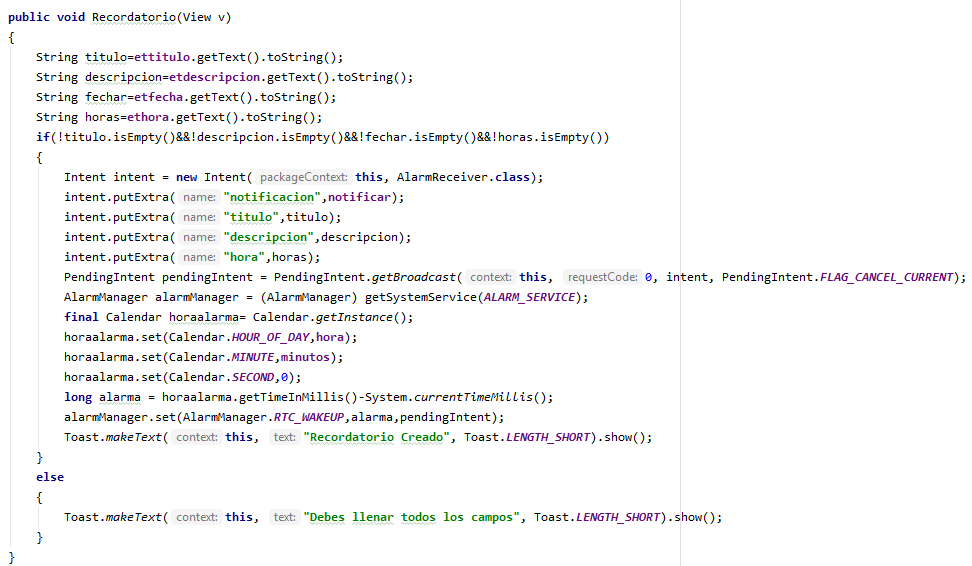 public void Recordatorio(View v)
{
String titulo=ettitulo.getText().toString();
String descripcion=etdescripcion.getText().toString();
String fechar=etfecha.getText().toString();
String horas=ethora.getText().toString();
if(!titulo.isEmpty()&&!descripcion.isEmpty()&&!fechar.isEmpty()&&!horas.isEmpty())
{
Intent intent = new Intent( packageContext: this, AlarmReceiver.class);
intent.putExtra( name: "notificacion",notificar);
intent.putExtra( name: "titulo",titulo);
intent.putExtra( name: "descripcion",descripcion);
intent.putExtra( name: "hora",horas);
PendingIntent pendingIntent = PendingIntent.getBroadcast( context: this, requestCode: 0, intent, PendingIntent.FLAG_CANCEL_CURRENT);
AlarmManager alarmManager = (AlarmManager) getSystemService(ALARM_SERVICE);
final Calendar horaalarma= Calendar.getInstance();
horaalarma.set(Calendar.HOUR_OF_DAY,hora);
horaalarma.set(Calendar.MINUTE,minutos);
horaalarma.set(Calendar.SECOND,0);
long alarma = horaalarma.getTimeInMillis()-System.currentTimeMillis();
alarmManager.set(AlarmManager.RTC_WAKEUP,alarma,pendingIntent);
Toast.makeText( context: this, text: "Recordatorio Creado", Toast.LENGTH_SHORT).show();
}
else
{
Toast.makeText( context: this, text: "Debes llenar todos los campos", Toast.LENGTH_SHORT).show();
}
}